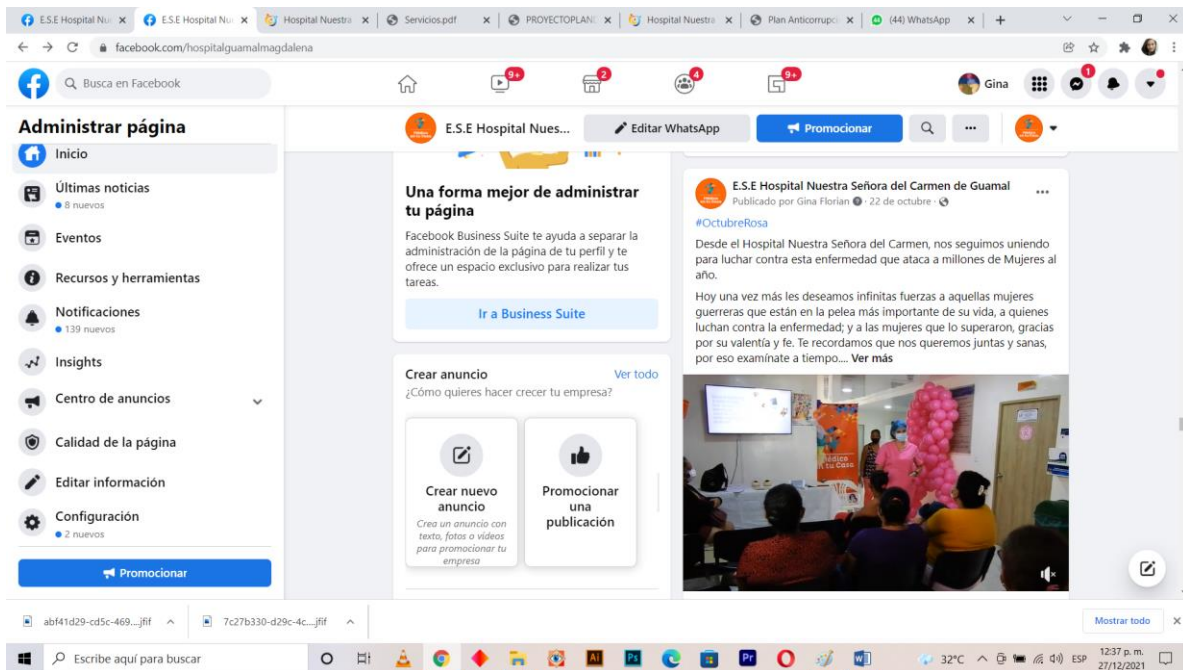 E.S.E Hospital Nu
E.S.E Hospital Nu
Hospital Nuestra
Servicios.pdf
PROYECTOPLAN
Hospital Nuestra
Plan Anticorrupci
(44) WhatsApp
facebook.com/hospitalguamalmagdalena
Busca en Facebook
9+
2
4
9+
Gina
1
Administrar página
E.S.E Hospital Nues...
Editar WhatsApp
Promocionar
Inicio
Últimas noticias
8 nuevos
Eventos
Recursos y herramientas
Notificaciones
139 nuevos
Insights
Centro de anuncios
Calidad de la página
Editar información
Configuración
2 nuevos
Promocionar
Una forma mejor de administrar
tu página
Facebook Business Suite te ayuda a separar la
administración de la página de tu perfil y te
ofrece un espacio exclusivo para realizar tus
tareas.
Ir a Business Suite
Crear anuncio
Ver todo
¿Cómo quieres hacer crecer tu empresa?
Crear nuevo
anuncio
Crea un anuncio con
texto, fotos o videos
para promocionar tu
empresa
Promocionar
una
publicación
E.S.E Hospital Nuestra Señora del Carmen de Guamal
Publicado por Gina Florian · 22 de octubre ·
#OctubreRosa
Desde el Hospital Nuestra Señora del Carmen, nos seguimos uniendo
para luchar contra esta enfermedad que ataca a millones de Mujeres al
año.
Hoy una vez más les deseamos infinitas fuerzas a aquellas mujeres
guerreras que están en la pelea más importante de su vida, a quienes
luchan contra la enfermedad; y a las mujeres que lo superaron, gracias
por su valentía y fe. Te recordamos que nos queremos juntas y sanas,
por eso examínate a tiempo.... Ver más
Médico
en tu Casa
abf41d29-cd5c-469....jfif
7c27b330-d29c-4c....jfif
Mostrar todo
Escribe aquí para buscar
Ai
Ps
Pr
32°C
ESP
12:37 p. m.
27/12/2021